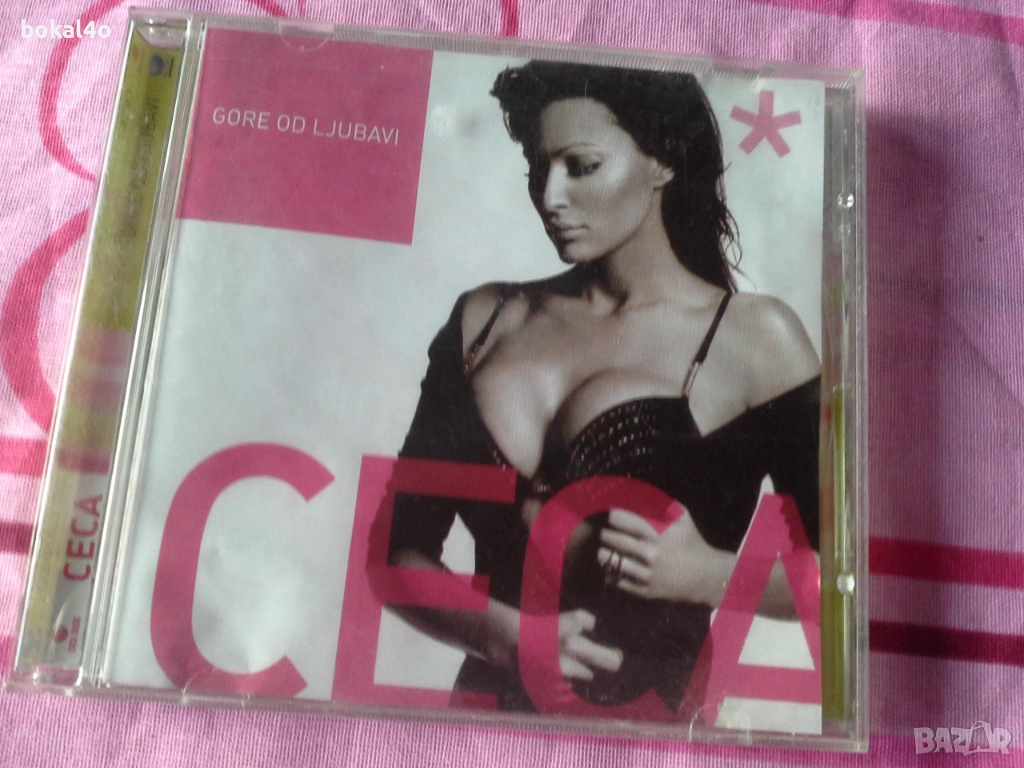 bokal4o
GORE OD LJUBAVI
*
CECA
CECA
BAZAR